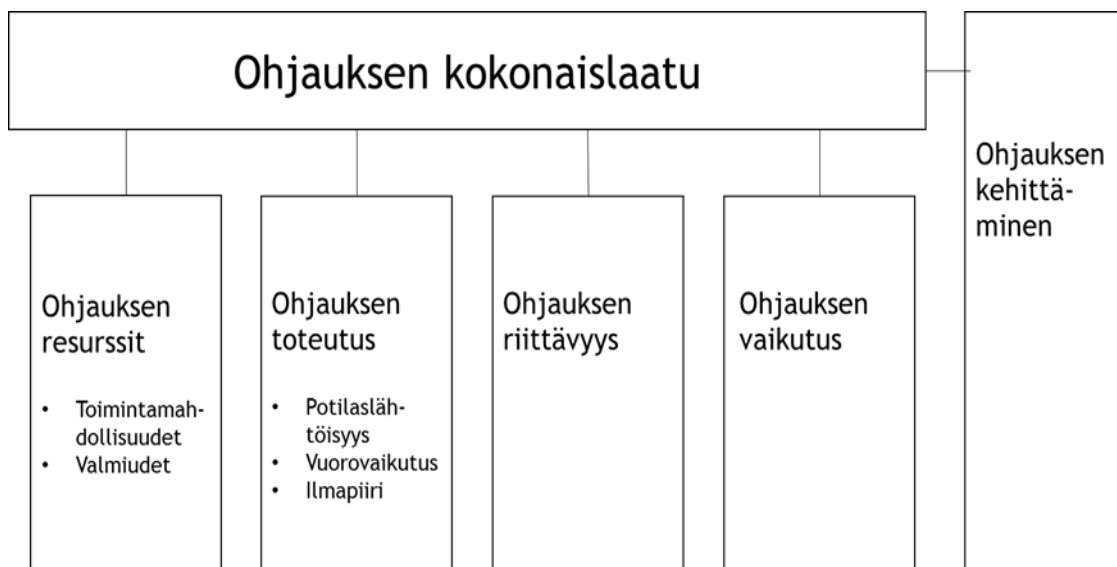 Ohjauksen kokonaislaatu
Ohjauksen
kehittä-
minen
Ohjauksen
resurssit
• Toimintamah-
dollisuudet
• Valmiudet
Ohjauksen
toteutus
• Potilasläh-
töisyys
• Vuorovaikutus
• Ilmapiiri
Ohjauksen
riittävyys
Ohjauksen
vaikutus